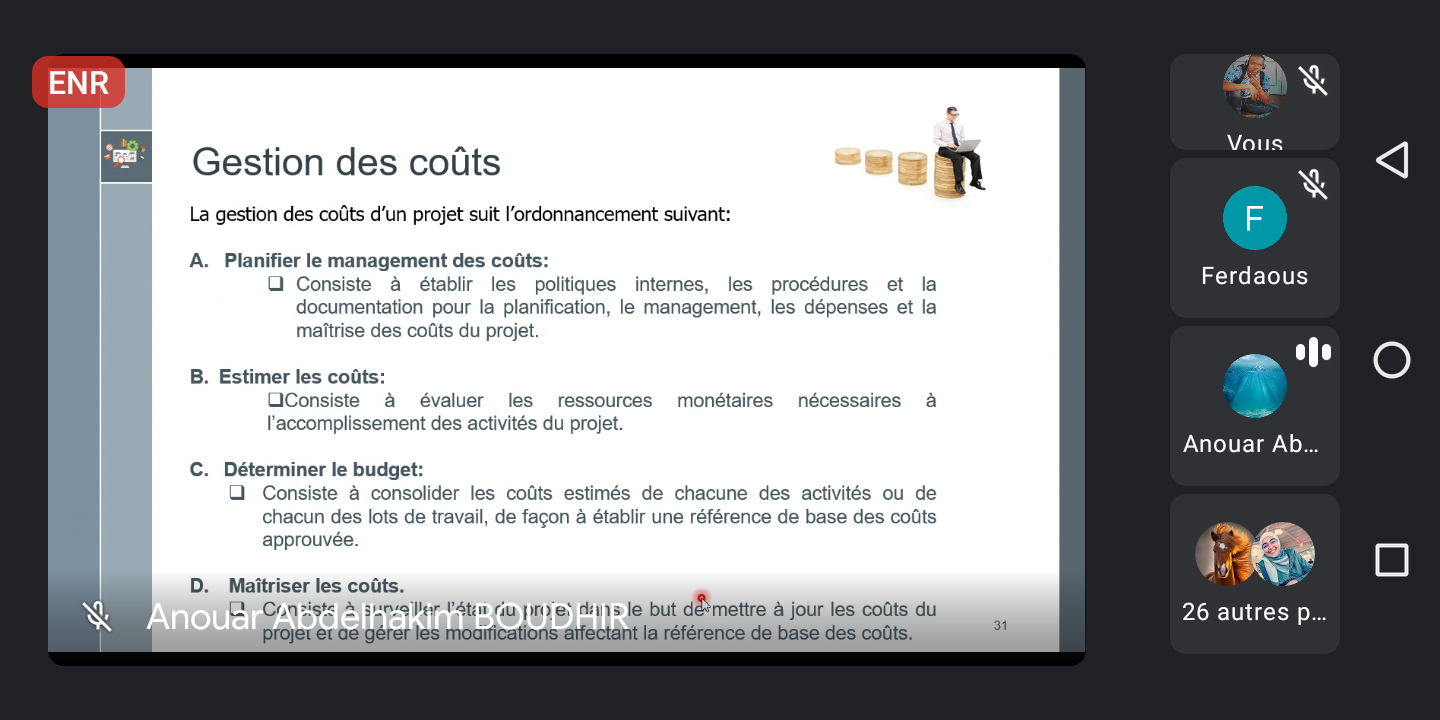 ENR
Gestion des coûts
La gestion des coûts d’un projet suit l’ordonnancement suivant:
A. Planifier le management des coûts:
❑ Consiste à établir les politiques internes, les procédures et la
documentation pour la planification, le management, les dépenses et la
maîtrise des coûts du projet.
B. Estimer les coûts:
❑Consiste à évaluer les ressources monétaires nécessaires à
l’accomplissement des activités du projet.
C. Déterminer le budget:
❑ Consiste à consolider les coûts estimés de chacune des activités ou de
chacun des lots de travail, de façon à établir une référence de base des coûts
approuvée.
D. Maîtriser les coûts.
❑ Consiste à surveiller l’état du projet dans le but de mettre à jour les coûts du
projet et de gérer les modifications affectant la référence de base des coûts.
31
Anouar Abdelhakim BOUDHIR
Vous
F
Ferdaous
Anouar Ab...
26 autres p...